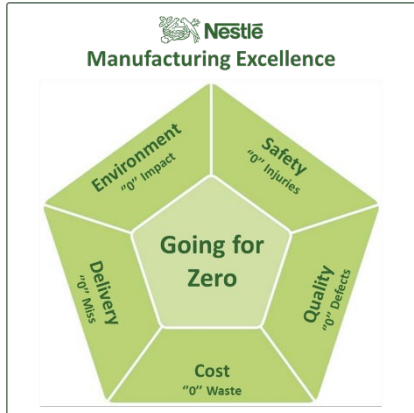 Nestlé
Manufacturing Excellence
Environment
"0" Impact
Safety
"0" Injuries
Going for
Zero
Delivery
"0" Miss
Quality
"0" Defects
Cost
"0" Waste